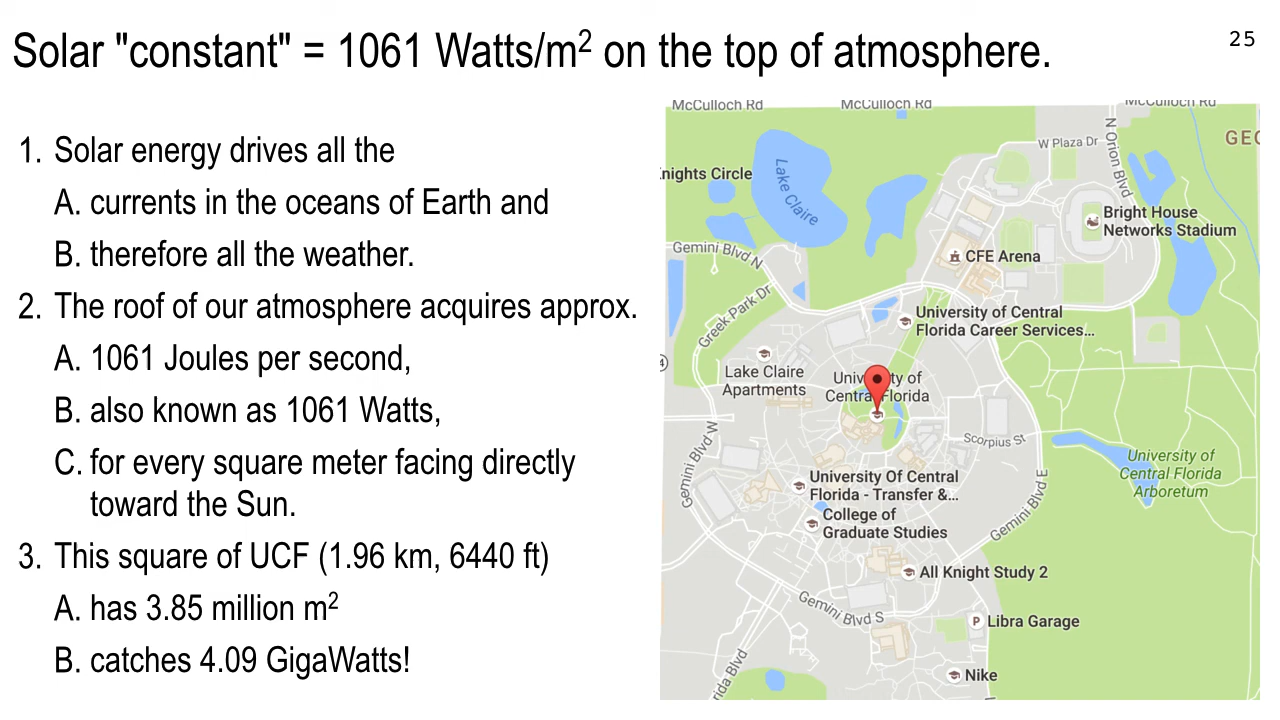 Solar "constant" = 1061 Watts/m² on the top of atmosphere.
25
1. Solar energy drives all the
A. currents in the oceans of Earth and
B. therefore all the weather.
2. The roof of our atmosphere acquires approx.
A. 1061 Joules per second,
B. also known as 1061 Watts,
C. for every square meter facing directly
toward the Sun.
3. This square of UCF (1.96 km, 6440 ft)
A. has 3.85 million m²
B. catches 4.09 GigaWatts!
McCulloch Rd
McCulloch Rd
McCulloch Rd
N Orion Blvd
W Plaza Dr
GEO
nights Circle
Lake Claire
Bright House
Networks Stadium
Gemini Blvd N
CFE Arena
Greek Park Dr
University of Central
Florida Career Services...
Lake Claire
Apartments
University of
Central Florida
Scorpius St
Gemini Blvd W
University of
Central Florida
Arboretum
University Of Central
Florida - Transfer &...
College of
Graduate Studies
Gemini Blvd E
All Knight Study 2
Gemini Blvd S
Libra Garage
P
Nike
rida Blvd